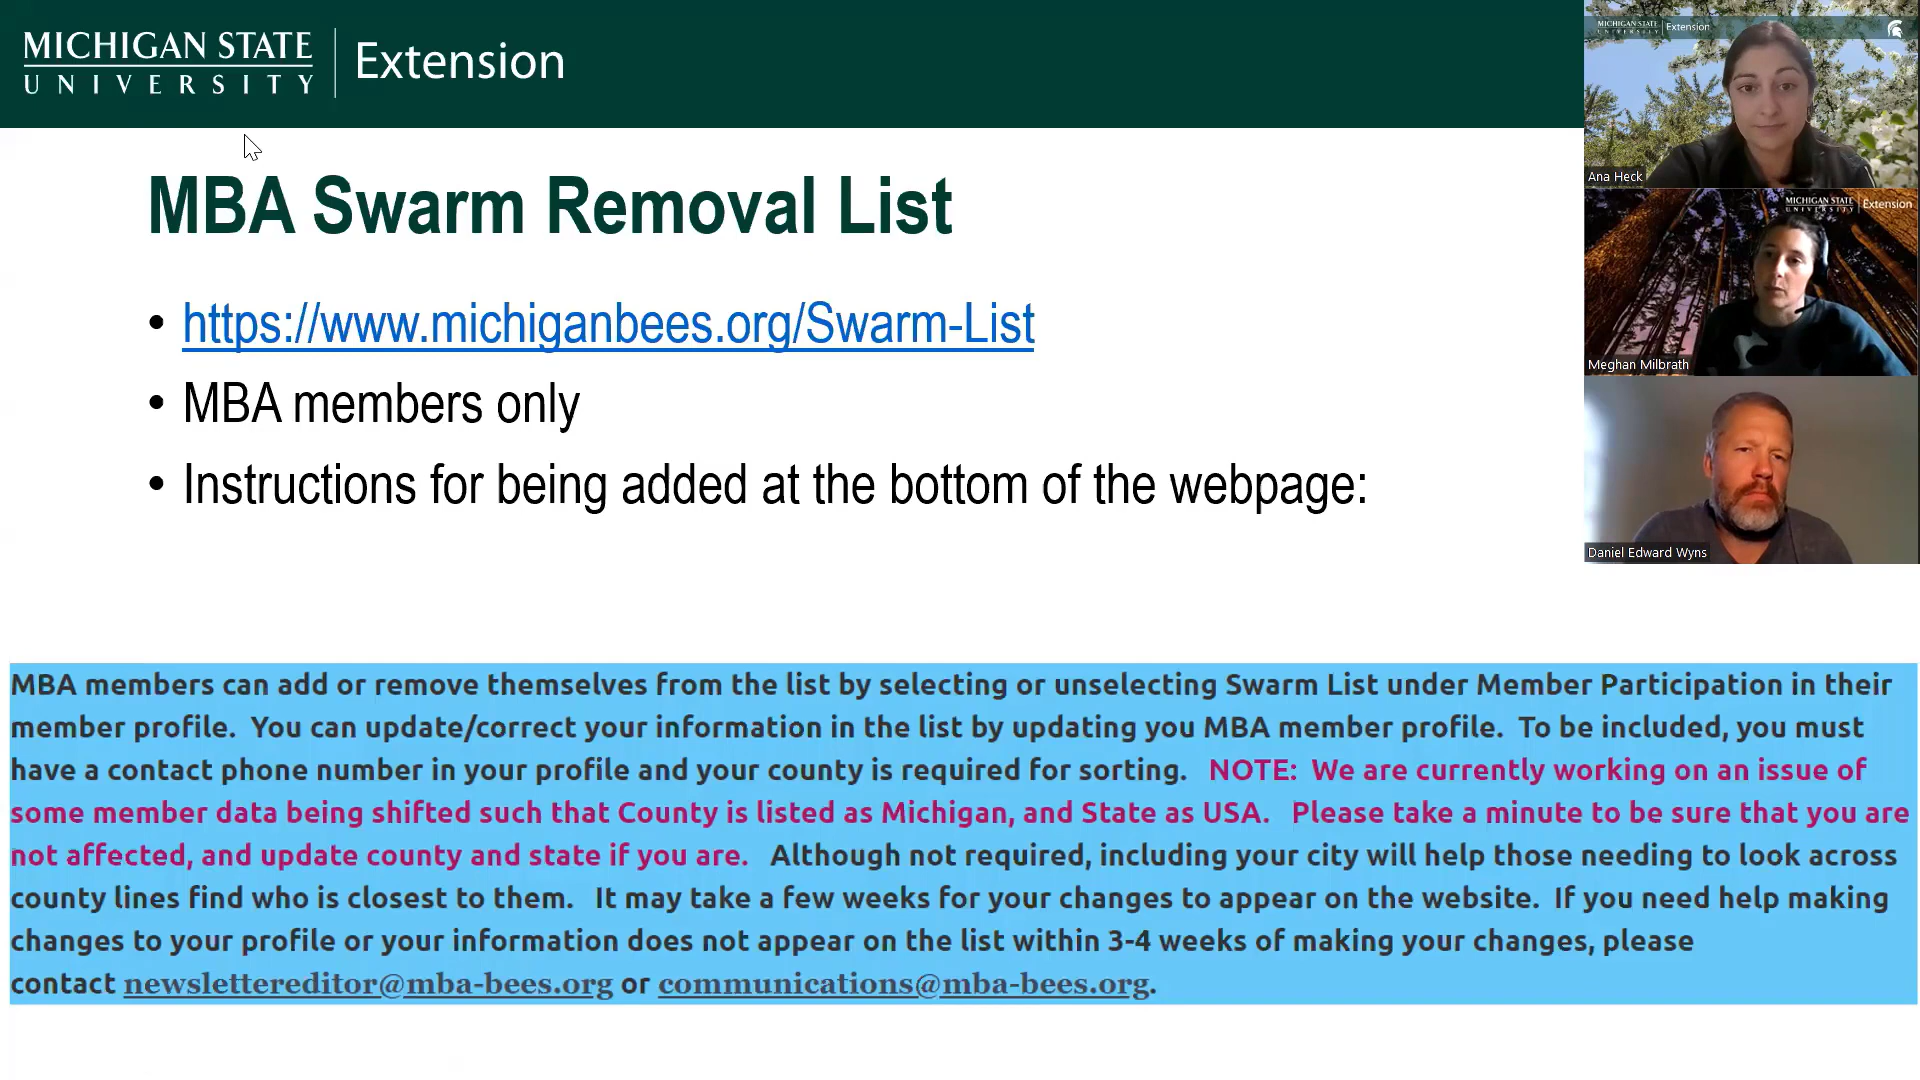 MICHIGAN STATE
UNIVERSITY
Extension
MBA Swarm Removal List
• https://www.michiganbees.org/Swarm-List
• MBA members only
• Instructions for being added at the bottom of the webpage:
MBA members can add or remove themselves from the list by selecting or unselecting Swarm List under Member Participation in their
member profile.  You can update/correct your information in the list by updating you MBA member profile.  To be included, you must
have a contact phone number in your profile and your county is required for sorting.   NOTE:  We are currently working on an issue of
some member data being shifted such that County is listed as Michigan, and State as USA.   Please take a minute to be sure that you are
not affected, and update county and state if you are.   Although not required, including your city will help those needing to look across
county lines find who is closest to them.   It may take a few weeks for your changes to appear on the website.  If you need help making
changes to your profile or your information does not appear on the list within 3-4 weeks of making your changes, please
contact newslettereditor@mba-bees.org or communications@mba-bees.org.
MICHIGAN STATE
UNIVERSITY
Extension
Ana Heck
MICHIGAN STATE
UNIVERSITY
Extension
Meghan Milbrath
Daniel Edward Wyns